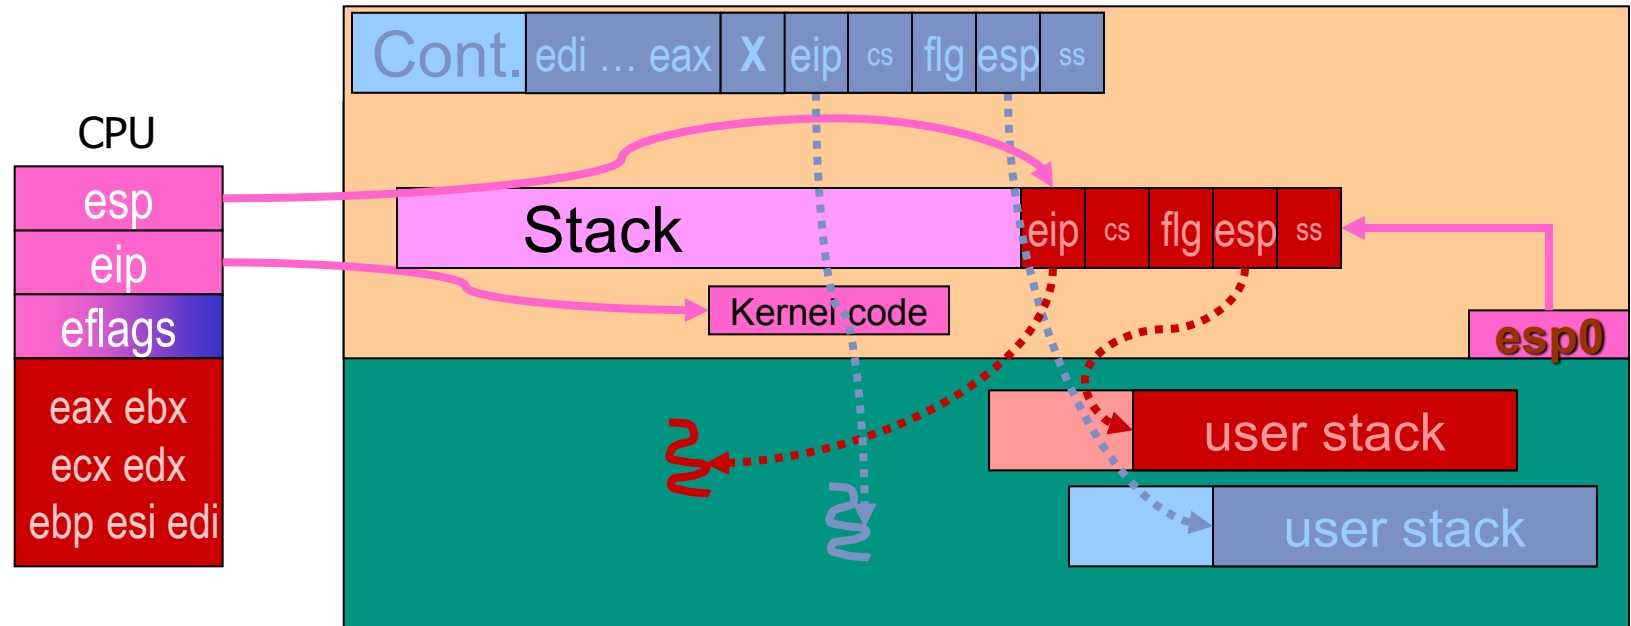 Cont. edi … eax X eip cs flg esp ss
CPU
esp
Stack eip cs flg esp ss
eip
Kernel code
eflags
esp0
eax ebx
user stack
ecx edx
ebp esi edi
user stack